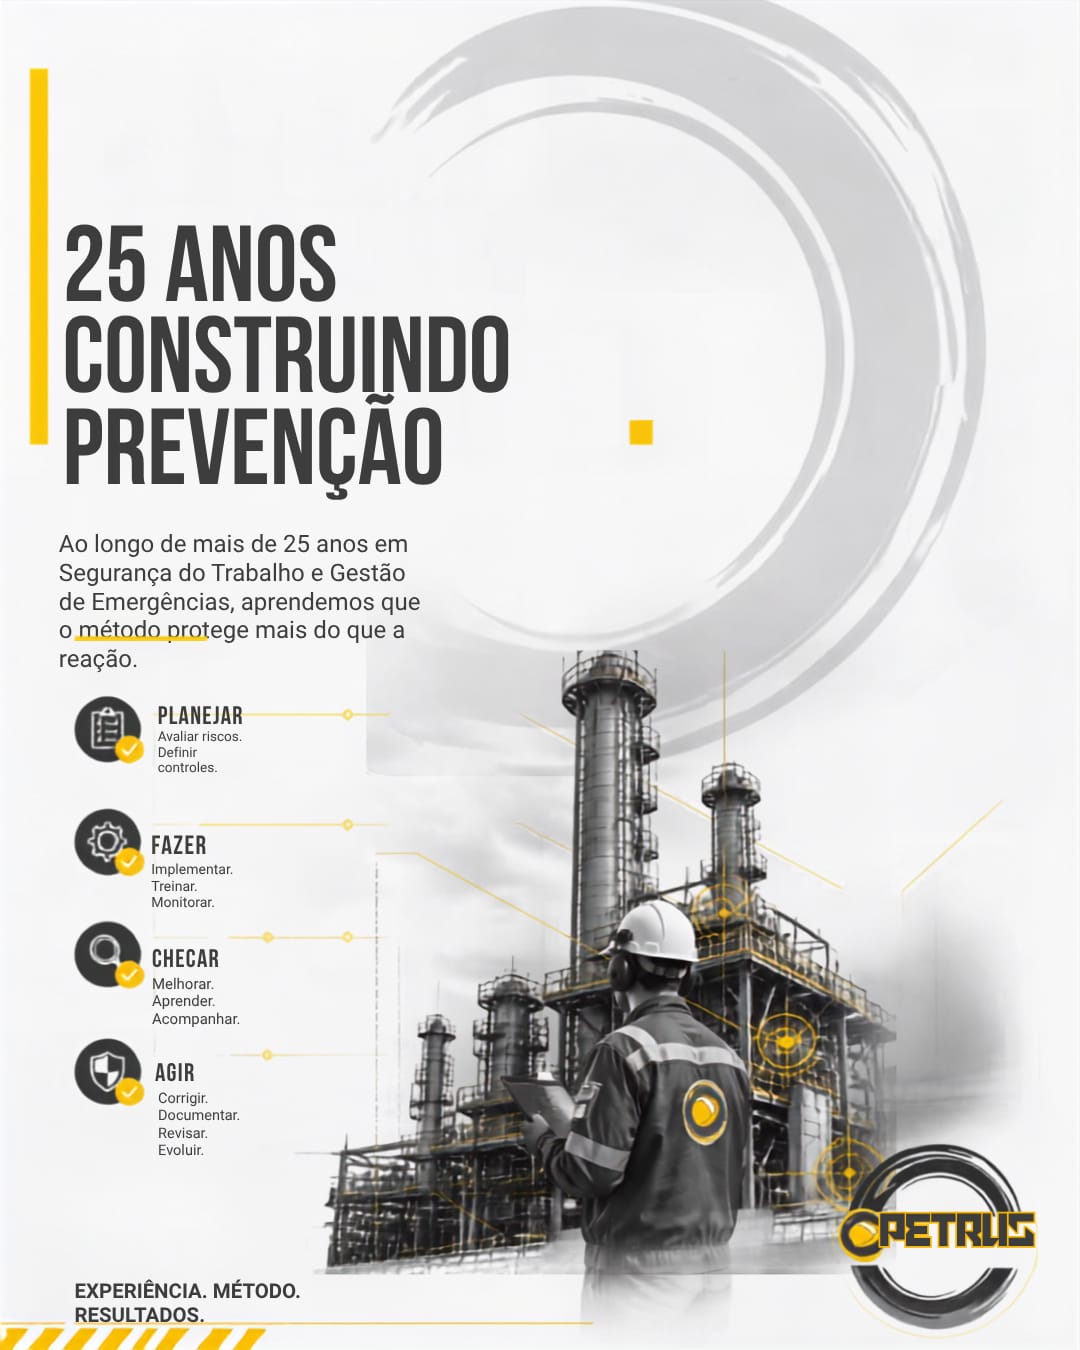 25 ANOS
CONSTRUINDO
PREVENÇÃO
Ao longo de mais de 25 anos em
Segurança do Trabalho e Gestão
de Emergências, aprendemos que
o método protege mais do que a
reação.
PLANEJAR
Avaliar riscos.
Definir
controles.
FAZER
Implementar.
Treinar.
Monitorar.
CHECAR
Melhorar.
Aprender.
Acompanhar.
AGIR
Corrigir.
Documentar.
Revisar.
Evoluir.
PETRUS
EXPERIÊNCIA. MÉTODO.
RESULTADOS.